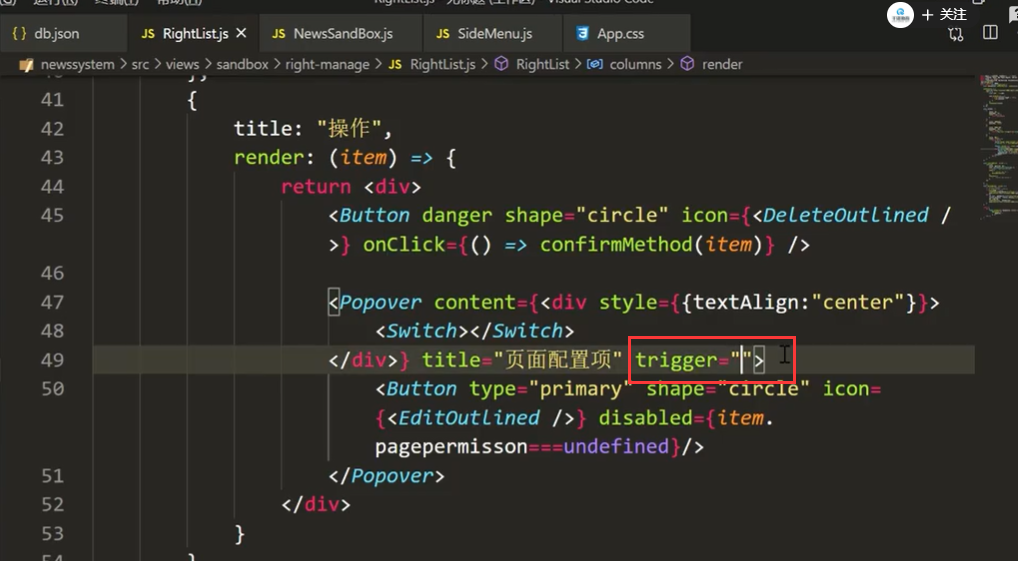 { } db.json
JS RightList.js ×
JS NewsSandBox.js
JS SideMenu.js
App.css
+ 关注
newssystem > src > views > sandbox > right-manage > JS RightList.js > RightList > columns > render
41 {
42 title: "操作",
43 render: (item) => {
44 return <div>
45 <Button danger shape="circle" icon={<DeleteOutlined /
>} onClick={() => confirmMethod(item)} />
46
47 <Popover content={<div style={{textAlign:"center"}}>
48 <Switch></Switch>
49 </div>} title="页面配置项" trigger="">
50 <Button type="primary" shape="circle" icon=
{<EditOutlined />} disabled={item.
pagepermisson===undefined}/>
51 </Popover>
52 </div>
53 }